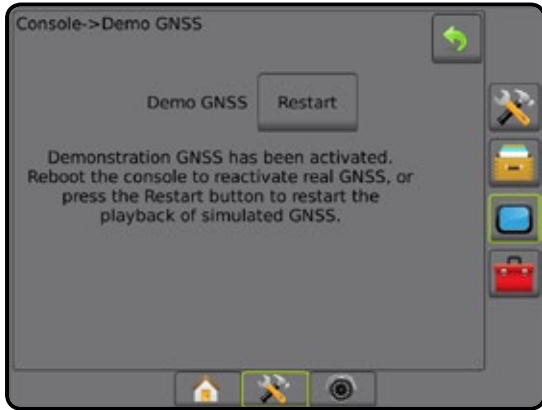 Console->Demo GNSS
Demo GNSS Restart
Demonstration GNSS has been activated.
Reboot the console to reactivate real GNSS, or
press the Restart button to restart the
playback of simulated GNSS.